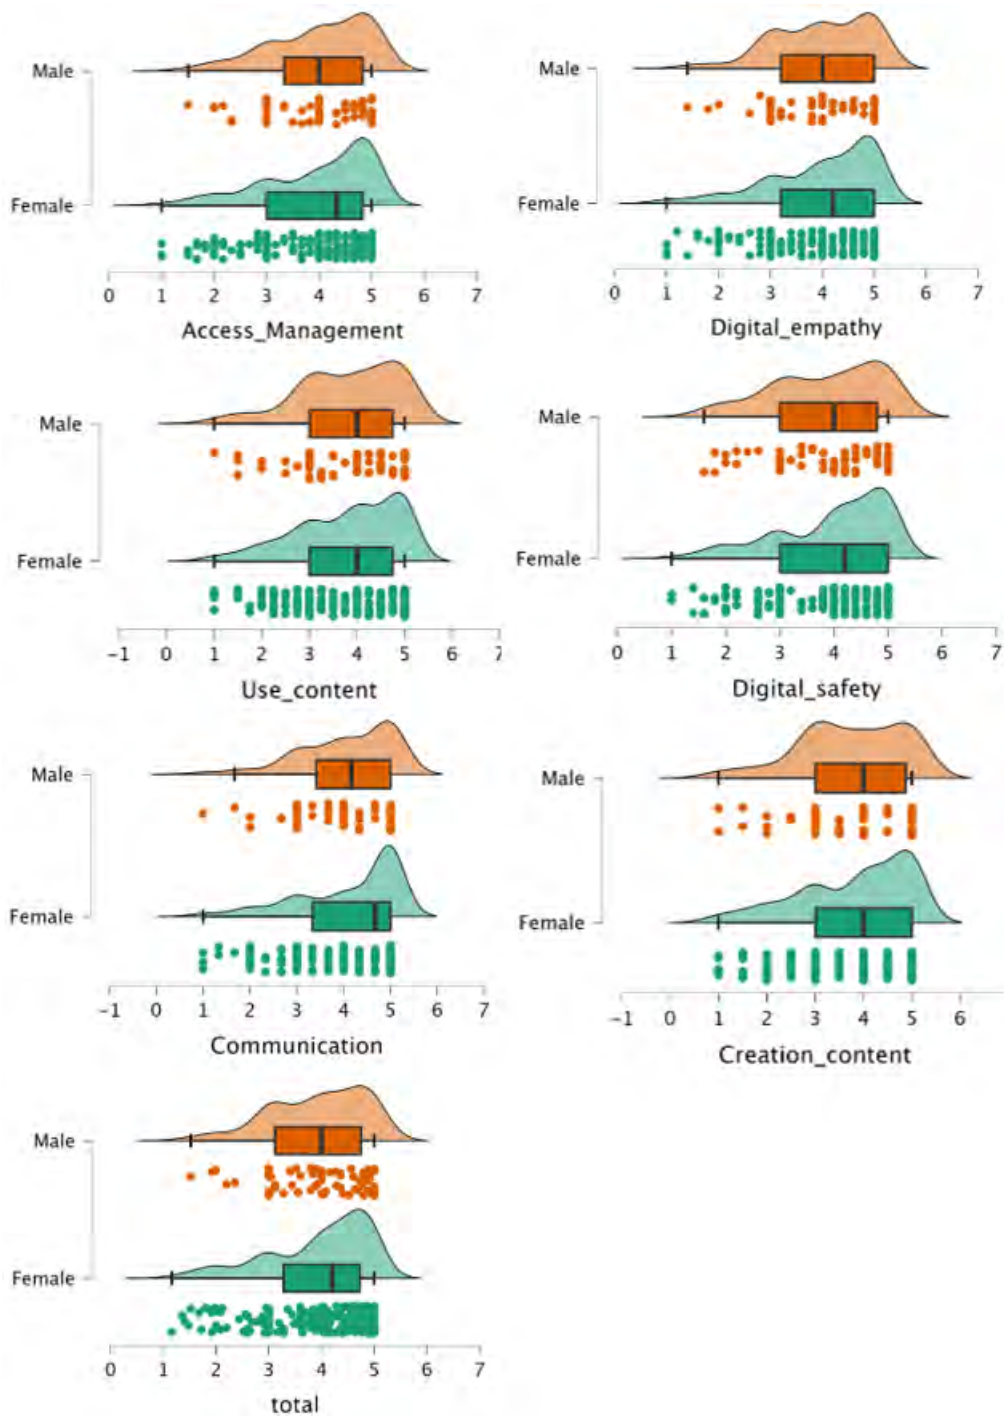 Male
Female
0 1 2 3 4 5 6 7
Access_Management
Male
Female
0 1 2 3 4 5 6 7
Digital_empathy
Male
Female
-1 0 1 2 3 4 5 6 7
Use_content
Male
Female
0 1 2 3 4 5 6 7
Digital_safety
Male
Female
-1 0 1 2 3 4 5 6 7
Communication
Male
Female
-1 0 1 2 3 4 5 6
Creation_content
Male
Female
0 1 2 3 4 5 6 7
total